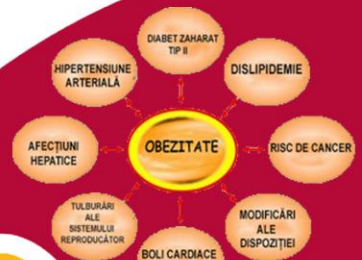 DIABET ZAHARAT
TIP II
HIPERTENSIUNE
ARTERIALĂ
DISLIPIDEMIE
AFECȚIUNI
HEPATICE
OBEZITATE
RISC DE CANCER
TULBURĂRI
ALE
SISTEMULUI
REPRODUCĂTOR
MODIFICĂRI
ALE
DISPOZIȚIEI
BOLI CARDIACE